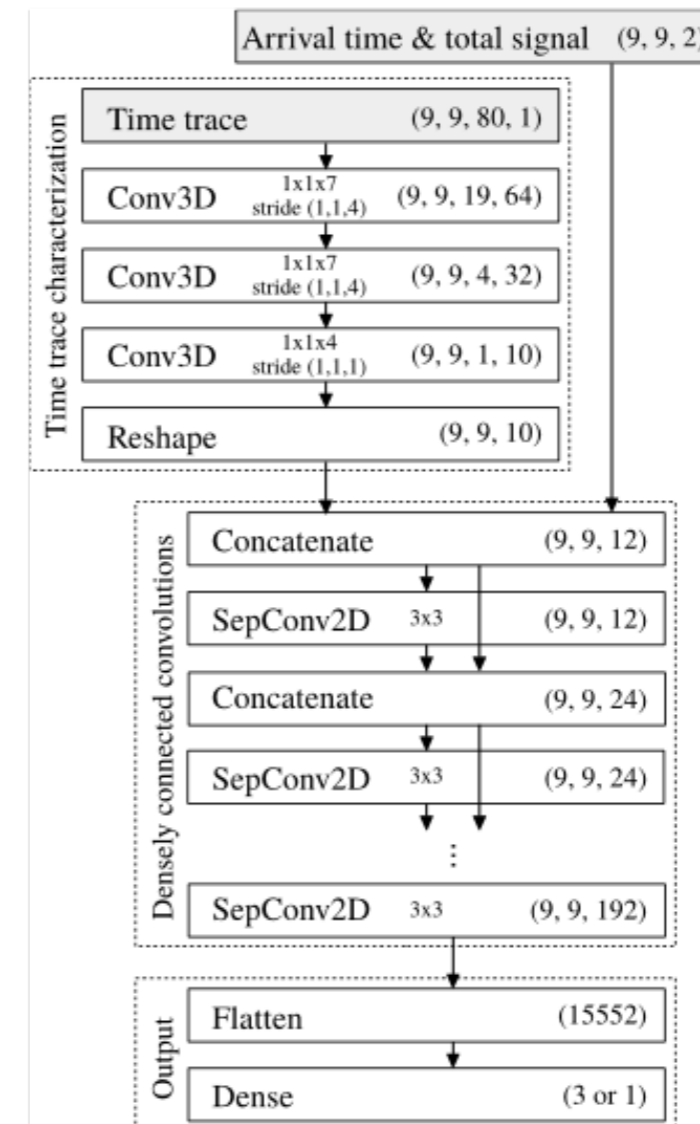 Arrival time & total signal (9, 9, 2)
Time trace characterization
Time trace (9, 9, 80, 1)
Conv3D 1x1x7 stride (1,1,4) (9, 9, 19, 64)
Conv3D 1x1x7 stride (1,1,4) (9, 9, 4, 32)
Conv3D 1x1x4 stride (1,1,1) (9, 9, 1, 10)
Reshape (9, 9, 10)
Densely connected convolutions
Concatenate (9, 9, 12)
SepConv2D 3x3 (9, 9, 12)
Concatenate (9, 9, 24)
SepConv2D 3x3 (9, 9, 24)
⋮
SepConv2D 3x3 (9, 9, 192)
Output
Flatten (15552)
Dense (3 or 1)